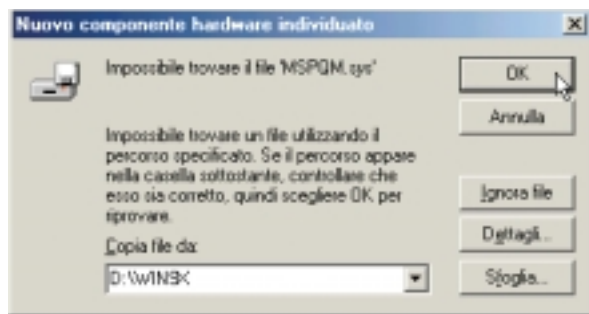 Nuovo componente hardware individuato
Impossibile trovare il file 'MSPQM.sys'
OK
Annulla
Impossibile trovare un file utilizzando il
percorso specificato. Se il percorso appare
nella casella sottostante, controllare che
esso sia corretto, quindi scegliere OK per
riprovare.
Ignora file
Dettagli...
Copia file da:
D:\WIN9X
Sfoglia...